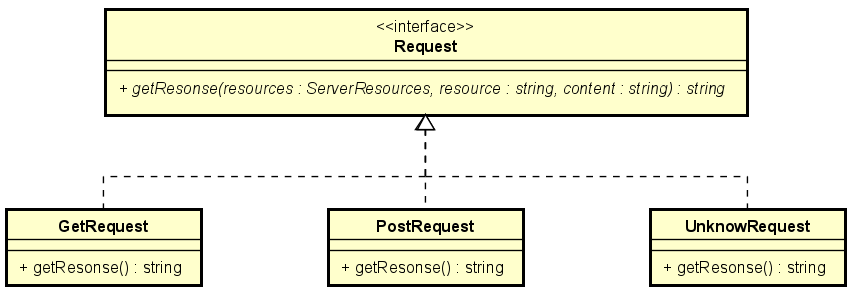 <<interface>>
Request
+ getResonse(resources : ServerResources, resource : string, content : string) : string
GetRequest
+ getResonse() : string
PostRequest
+ getResonse() : string
UnknowRequest
+ getResonse() : string